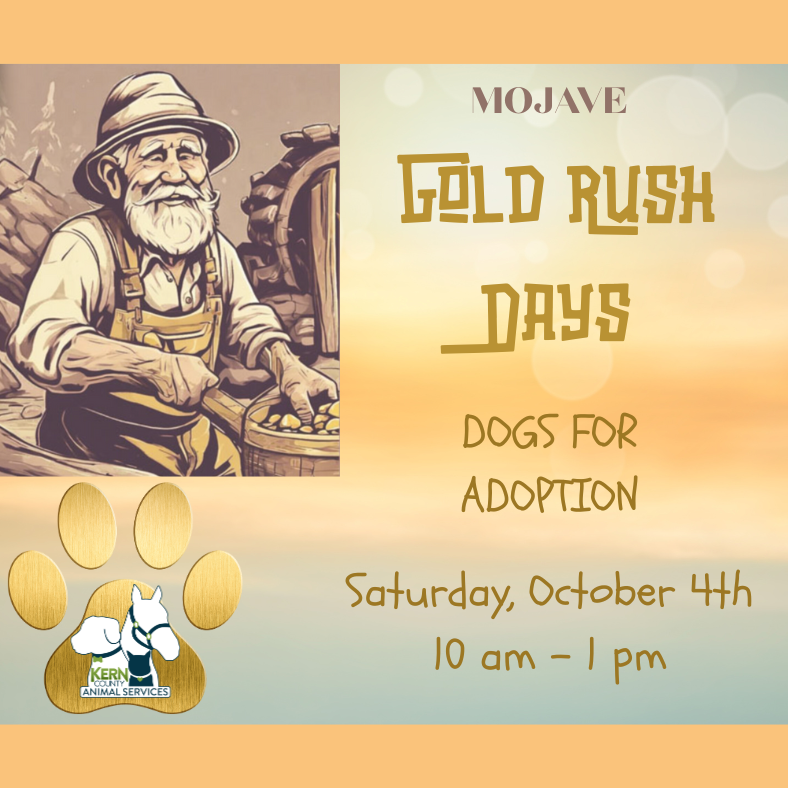 MOJAVE
GOLD RUSH
DAYS
DOGS FOR
ADOPTION
Saturday, October 4th
10 am - 1 pm
KERN
COUNTY
ANIMAL SERVICES